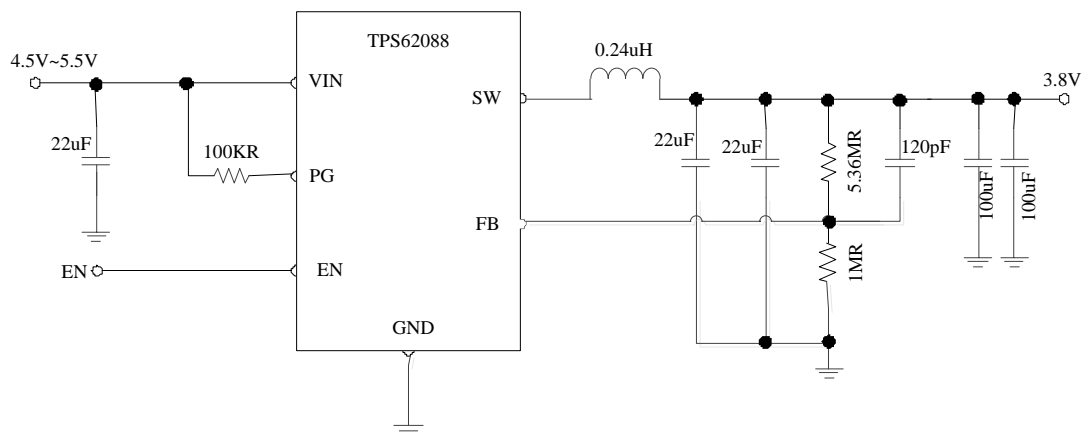 TPS62088
4.5V~5.5V
0.24uH
VIN
3.8V
SW
22uF
22uF
22uF
5.36MR
120pF
100KR
PG
100uF
100uF
FB
EN
EN
1MR
GND